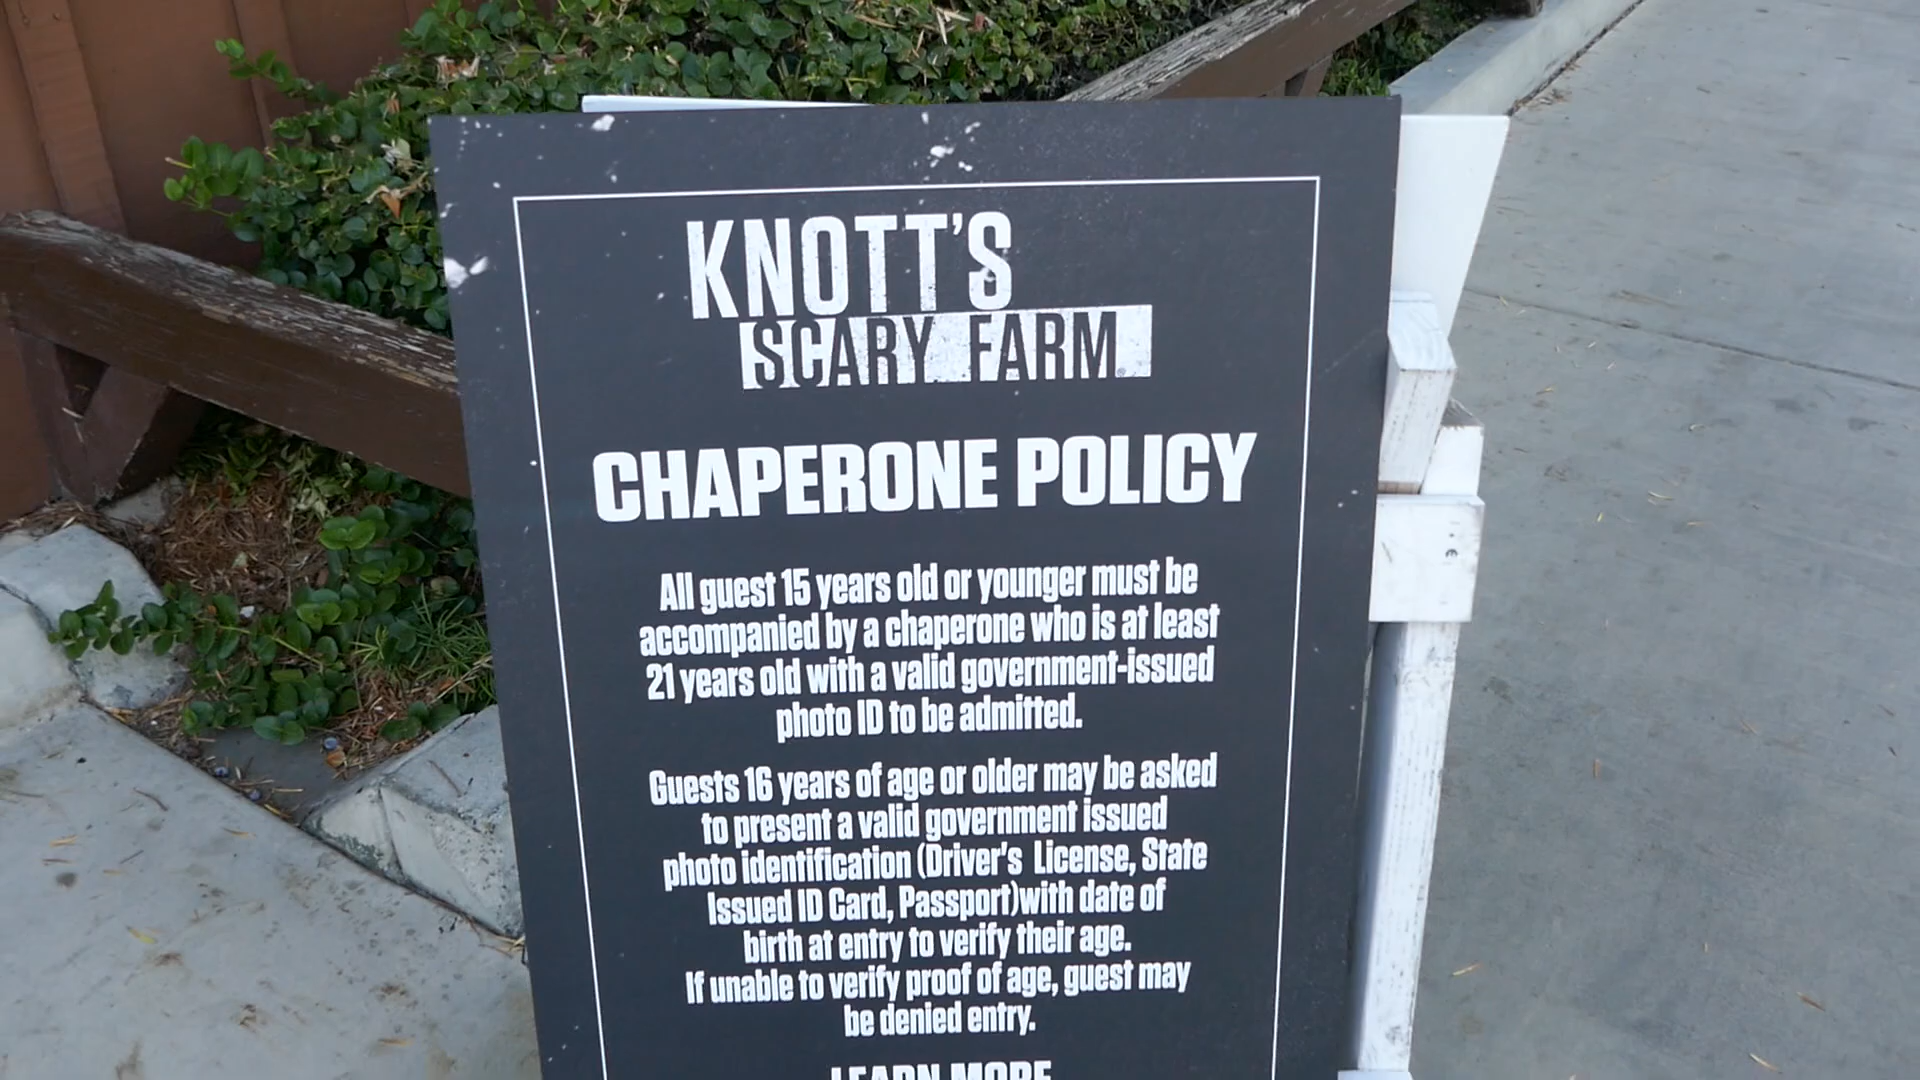 KNOTT'S
SCARY FARM
CHAPERONE POLICY
All guest 15 years old or younger must be
accompanied by a chaperone who is at least
21 years old with a valid government-issued
photo ID to be admitted.
Guests 16 years of age or older may be asked
to present a valid government issued
photo identification (Driver's License, State
Issued ID Card, Passport)with date of
birth at entry to verify their age.
If unable to verify proof of age, guest may
be denied entry.
LEARN MORE